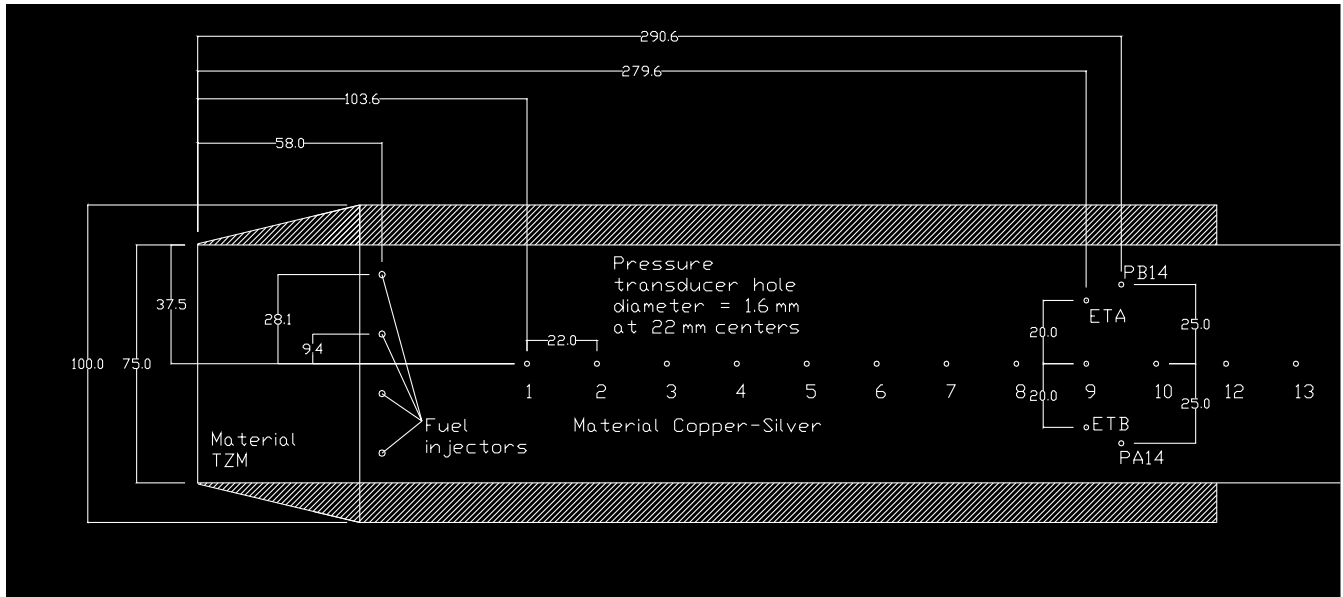 290.6
279.6
103.6
58.0
Pressure
transducer hole
diameter = 1.6 mm
at 22 mm centers
PB14
ETA
37.5
28.1
9.4
22.0
20.0
25.0
100.0
75.0
1 2 3 4 5 6 7 8 9 10 12 13
20.0
25.0
Fuel
injectors
Material Copper-Silver
ETB
Material
TZM
PA14